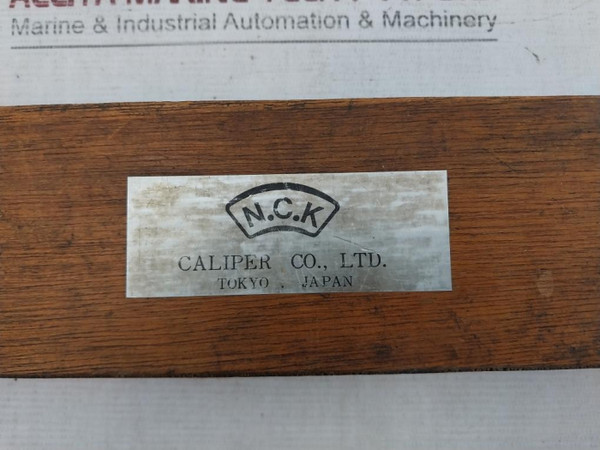 Marine & Industrial Automation & Machinery
N.C.K
CALIPER CO., LTD.
TOKYO , JAPAN